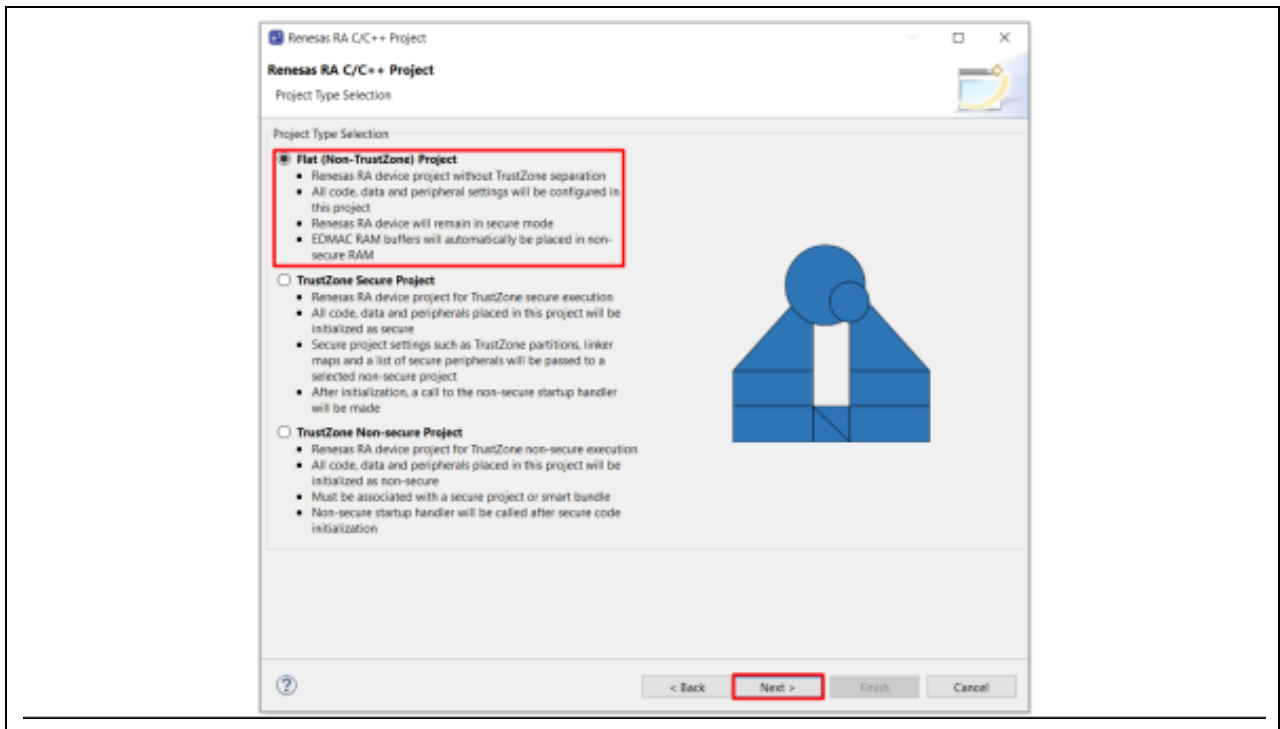 Renesas RA C/C++ Project
Renesas RA C/C++ Project
Project Type Selection
Project Type Selection
Flat (Non-TrustZone) Project
• Renesas RA device project without TrustZone separation
• All code, data and peripheral settings will be configured in
this project
• Renesas RA device will remain in secure mode
• EDMAC RAM buffers will automatically be placed in non-
secure RAM
TrustZone Secure Project
• Renesas RA device project for TrustZone secure execution
• All code, data and peripherals placed in this project will be
initialized as secure
• Secure project settings such as TrustZone partitions, linker
maps and a list of secure peripherals will be passed to a
selected non-secure project
• After initialization, a call to the non-secure startup handler
will be made
TrustZone Non-secure Project
• Renesas RA device project for TrustZone non-secure execution
• All code, data and peripherals placed in this project will be
initialized as non-secure
• Must be associated with a secure project or smart bundle
• Non-secure startup handler will be called after secure code
initialization
?
< Back Next > Finish Cancel